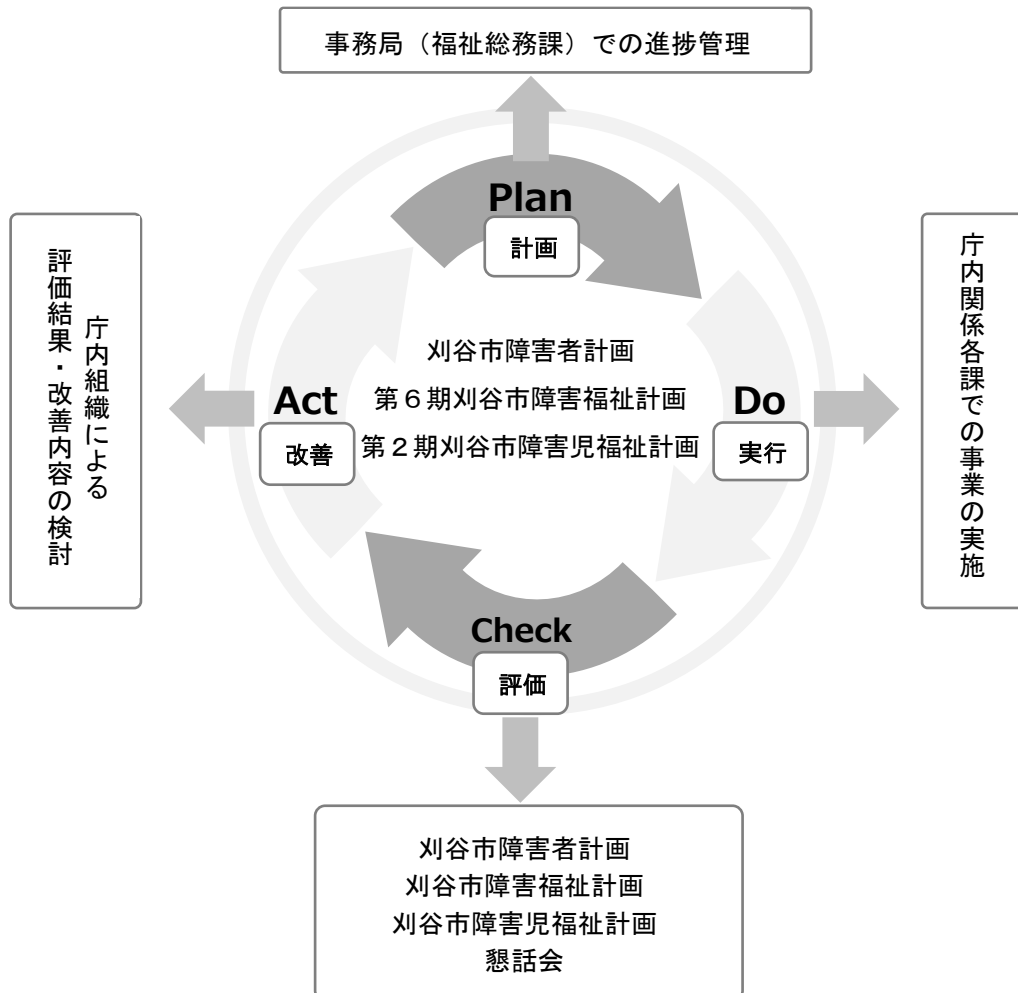 事務局（福祉総務課）での進捗管理
Plan
計画
庁内組織による
評価結果・改善内容の検討
刈谷市障害者計画
第６期刈谷市障害福祉計画
第２期刈谷市障害児福祉計画
Act
改善
Do
実行
庁内関係各課での事業の実施
Check
評価
刈谷市障害者計画
刈谷市障害福祉計画
刈谷市障害児福祉計画
懇話会